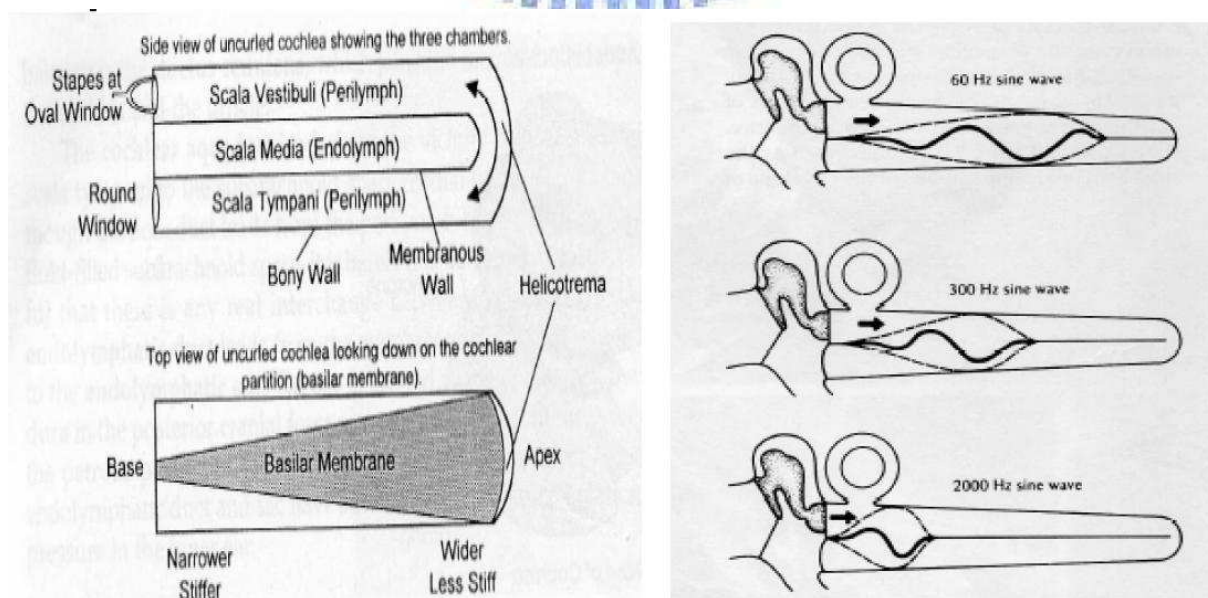 Side view of uncurled cochlea showing the three chambers.
Stapes at
Oval Window
Scala Vestibuli (Perilymph)
Scala Media (Endolymph)
Round
Window
Scala Tympani (Perilymph)
Bony Wall
Membranous
Wall
Helicotrema
Top view of uncurled cochlea looking down on the cochlear
partition (basilar membrane).
Base
Basilar Membrane
Apex
Narrower
Stiffer
Wider
Less Stiff
60 Hz sine wave
300 Hz sine wave
2000 Hz sine wave